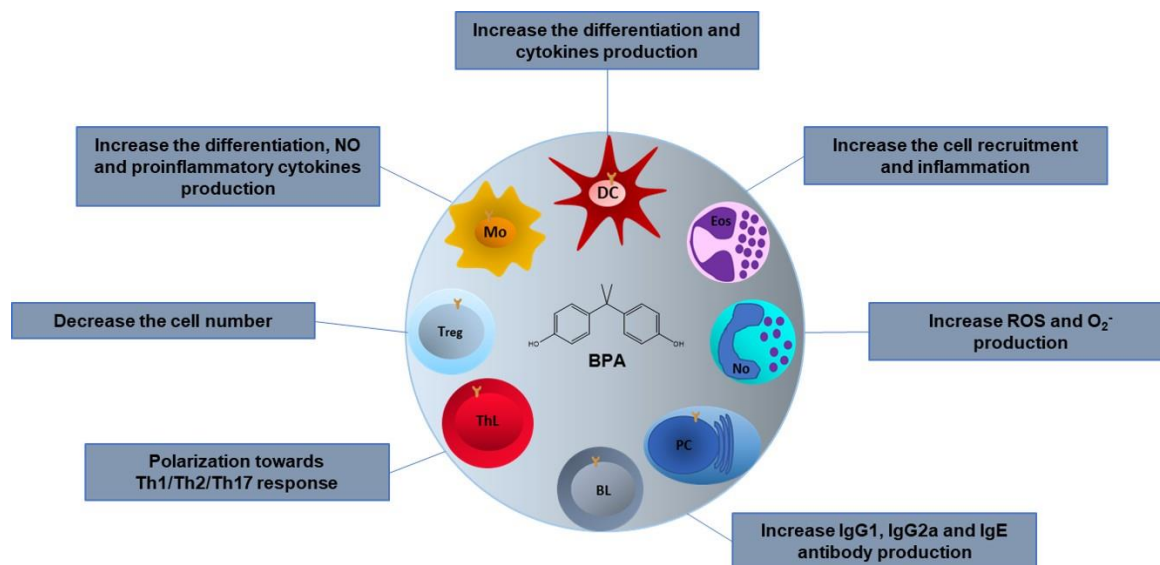 Increase the differentiation and
cytokines production
Increase the differentiation, NO
and proinflammatory cytokines
production
Increase the cell recruitment
and inflammation
DC
Eos
Mo
Decrease the cell number
Treg
HO
OH
BPA
No
Increase ROS and O₂⁻
production
ThL
PC
BL
Polarization towards
Th1/Th2/Th17 response
Increase IgG1, IgG2a and IgE
antibody production